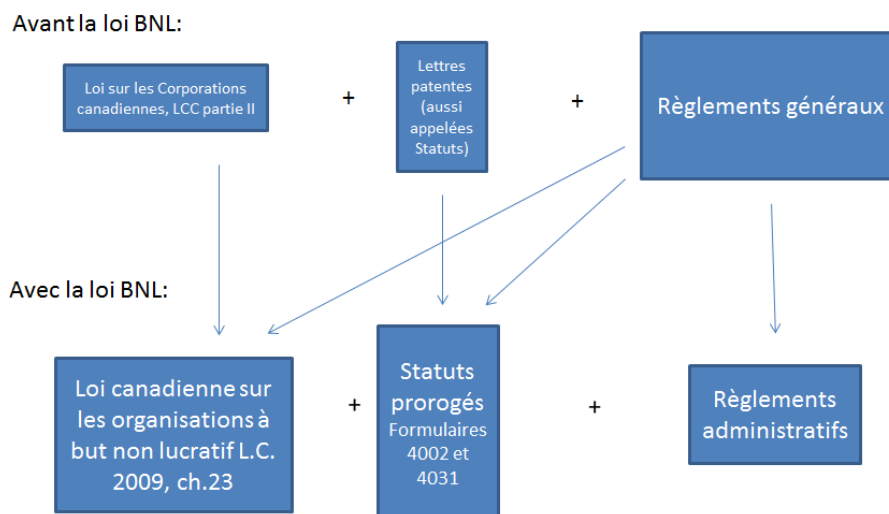 Avant la loi BNL:
Loi sur les Corporations
canadiennes, LCC partie II
+
Lettres
patentes
(aussi
appelées
Statuts)
+
Règlements généraux
Avec la loi BNL:
Loi canadienne sur
les organisations à
but non lucratif L.C.
2009, ch.23
+
Statuts
prorogés
Formulaires
4002 et
4031
+
Règlements
administratifs